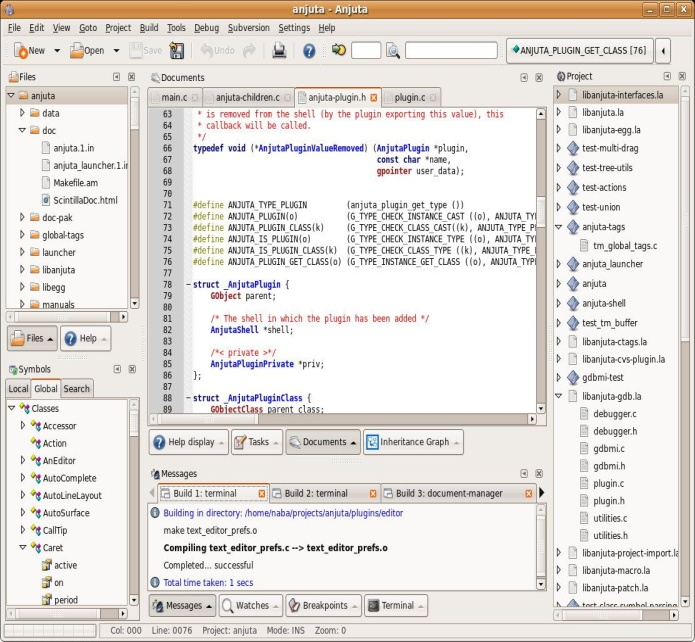 anjuta - Anjuta
File Edit View Goto Project Build Tools Debug Subversion Settings Help
New Open Save Undo ANJUTA_PLUGIN_GET_CLASS [76]
Files
anjuta
data
doc
anjuta.1.in
anjuta_launcher.1.in
Makefile.am
ScintillaDoc.html
doc-pak
global-tags
launcher
libanjuta
libegg
manuals
Files Help
Symbols
Local Global Search
Classes
Accessor
Action
AnEditor
AutoComplete
AutoLineLayout
AutoSurface
CallTip
Caret
active
on
period
Documents
main.c anjuta-children.c anjuta-plugin.h plugin.c
63 * is removed from the shell (by the plugin exporting this value), this
64 * callback will be called.
65 */
66 typedef void (*AnjutaPluginValueRemoved) (AnjutaPlugin *plugin,
67 const char *name,
68 gpointer user_data);
69
70
71 #define ANJUTA_TYPE_PLUGIN (anjuta_plugin_get_type ())
72 #define ANJUTA_PLUGIN(o) (G_TYPE_CHECK_INSTANCE_CAST ((o), ANJUTA_TY
73 #define ANJUTA_PLUGIN_CLASS(k) (G_TYPE_CHECK_CLASS_CAST((k), ANJUTA_TYPE_P
74 #define ANJUTA_IS_PLUGIN(o) (G_TYPE_CHECK_INSTANCE_TYPE ((o), ANJUTA_TY
75 #define ANJUTA_IS_PLUGIN_CLASS(k) (G_TYPE_CHECK_CLASS_TYPE ((k), ANJUTA_TYPE_
76 #define ANJUTA_PLUGIN_GET_CLASS(o) (G_TYPE_INSTANCE_GET_CLASS ((o), ANJUTA_TYP
77
78 struct _AnjutaPlugin {
79 GObject parent;
80
81 /* The shell in which the plugin has been added */
82 AnjutaShell *shell;
83
84 /*< private >*/
85 AnjutaPluginPrivate *priv;
86 };
87
88 struct _AnjutaPluginClass {
89 GObjectClass parent_class;
Help display Tasks Documents Inheritance Graph
Messages
Build 1: terminal Build 2: terminal Build 3: document-manager
Building in directory: /home/naba/projects/anjuta/plugins/editor
make text_editor_prefs.o
Compiling text_editor_prefs.c --> text_editor_prefs.o
Completed... successful
Total time taken: 1 secs
Messages Watches Breakpoints Terminal
Project
libanjuta-interfaces.la
libanjuta.la
libanjuta-egg.la
test-multi-drag
test-tree-utils
test-actions
test-union
anjuta-tags
tm_global_tags.c
anjuta_launcher
anjuta
anjuta-shell
test_tm_buffer
libanjuta-ctags.la
libanjuta-cvs-plugin.la
gdbmi-test
libanjuta-gdb.la
debugger.c
debugger.h
gdbmi.c
gdbmi.h
plugin.c
plugin.h
utilities.c
utilities.h
libanjuta-project-import.la
libanjuta-macro.la
libanjuta-patch.la
test-class symbol parsing
Col: 000 Line: 0076 Project: anjuta Mode: INS Zoom: 0